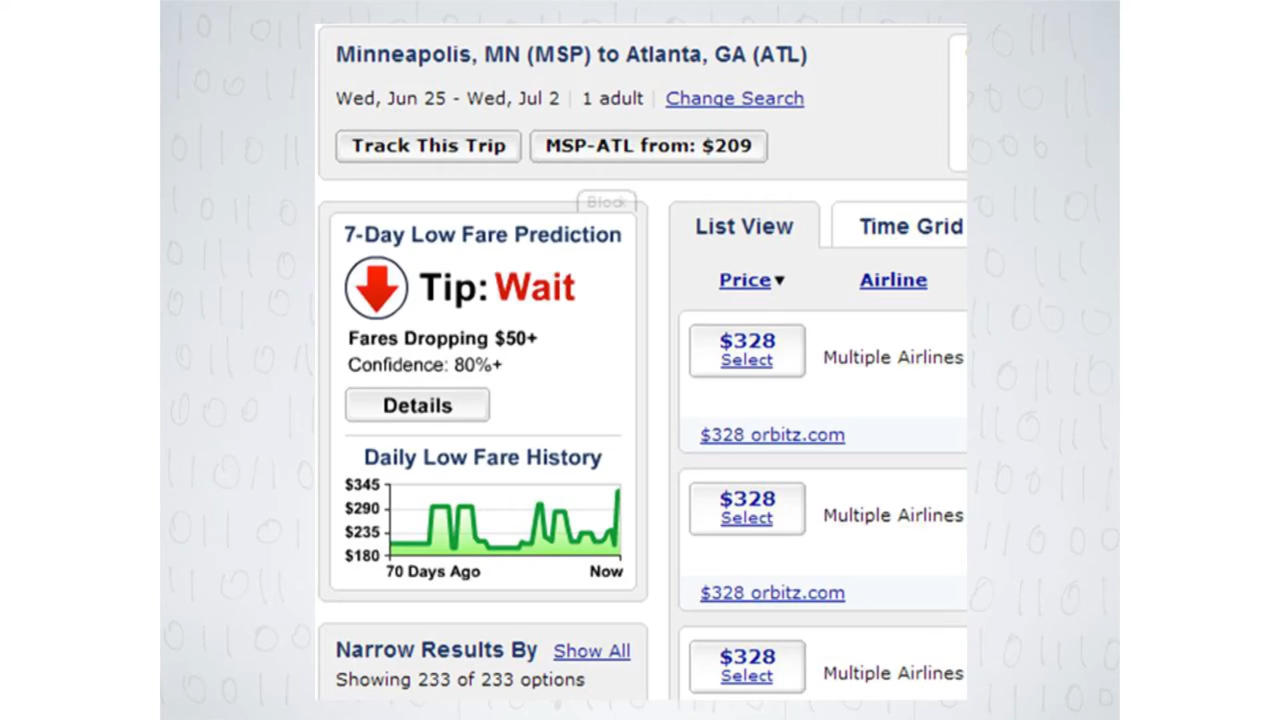 Minneapolis, MN (MSP) to Atlanta, GA (ATL)
Wed, Jun 25 - Wed, Jul 2 | 1 adult | Change Search
Track This Trip
MSP-ATL from: $209
Block
7-Day Low Fare Prediction
Tip: Wait
Fares Dropping $50+
Confidence: 80%+
Details
Daily Low Fare History
$345
$290
$235
$180
70 Days Ago
Now
Narrow Results By Show All
Showing 233 of 233 options
List View
Time Grid
Price▼ Airline
$328
Select
Multiple Airlines
$328 orbitz.com
$328
Select
Multiple Airlines
$328 orbitz.com
$328
Select
Multiple Airlines